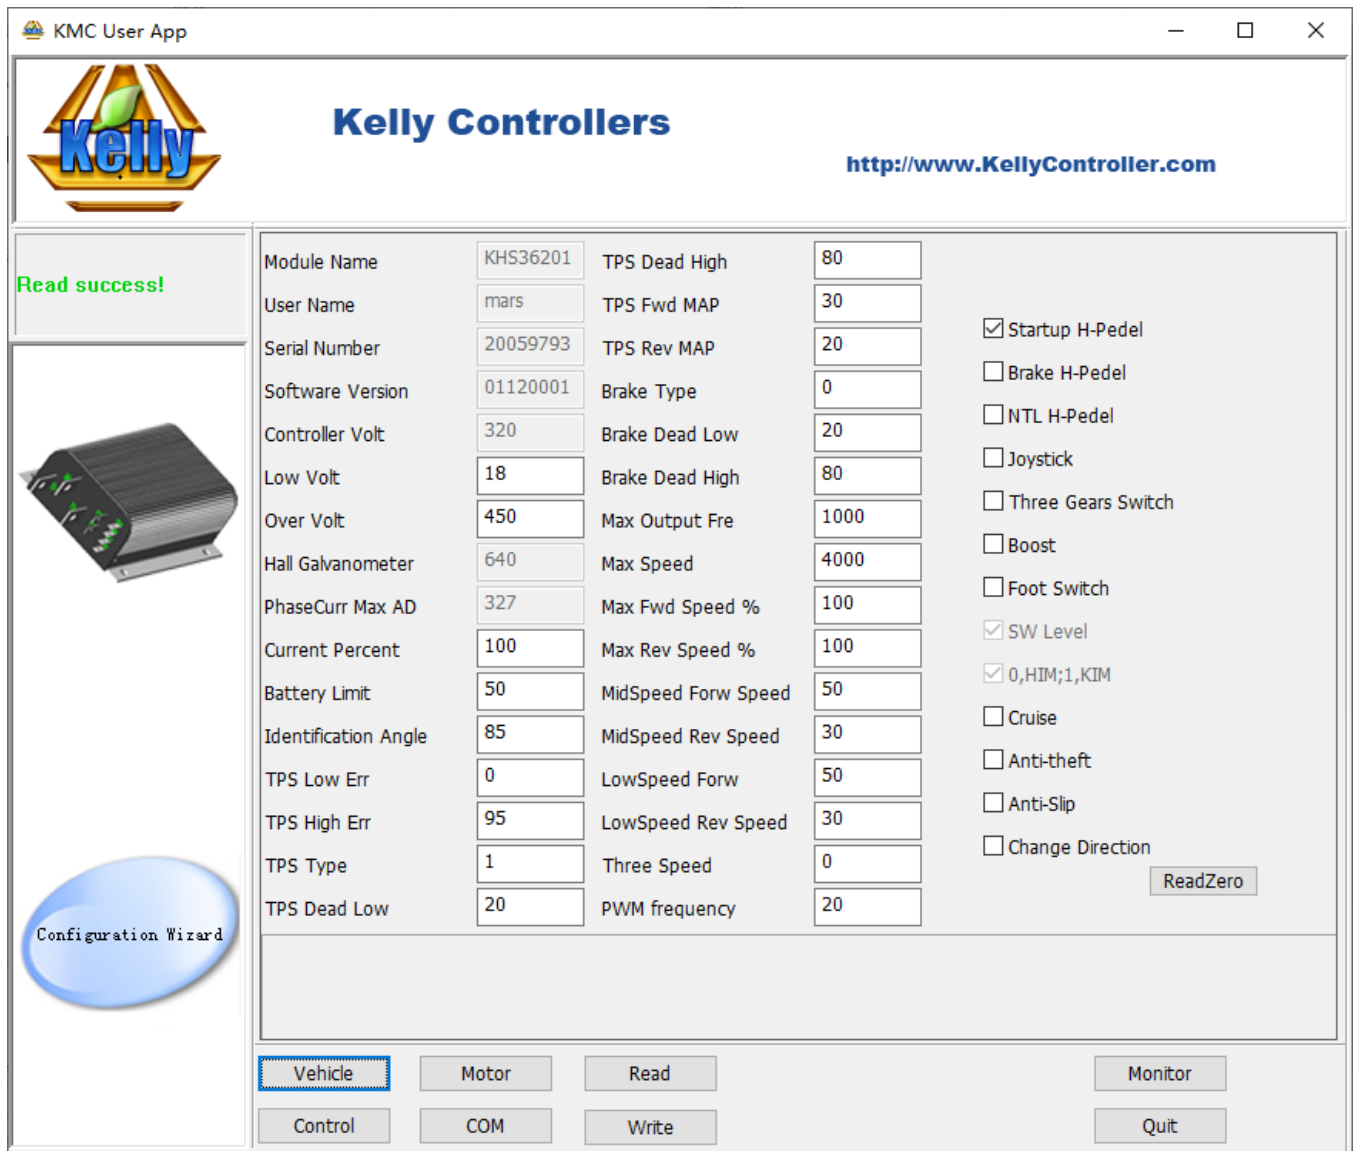 KMC User App
Kelly
Kelly Controllers
http://www.KellyController.com
Read success!
Configuration Wizard
Module Name KHS36201 TPS Dead High 80
User Name mars TPS Fwd MAP 30
Startup H-Pedel
Serial Number 20059793 TPS Rev MAP 20
Brake H-Pedel
Software Version 01120001 Brake Type 0
NTL H-Pedel
Controller Volt 320 Brake Dead Low 20
Joystick
Low Volt 18 Brake Dead High 80
Three Gears Switch
Over Volt 450 Max Output Fre 1000
Boost
Hall Galvanometer 640 Max Speed 4000
Foot Switch
PhaseCurr Max AD 327 Max Fwd Speed % 100
SW Level
Current Percent 100 Max Rev Speed % 100
0,HIM;1,KIM
Battery Limit 50 MidSpeed Forw Speed 50
Cruise
Identification Angle 85 MidSpeed Rev Speed 30
Anti-theft
TPS Low Err 0 LowSpeed Forw 50
Anti-Slip
TPS High Err 95 LowSpeed Rev Speed 30
Change Direction
TPS Type 1 Three Speed 0
ReadZero
TPS Dead Low 20 PWM frequency 20
Vehicle Motor Read Monitor
Control COM Write Quit